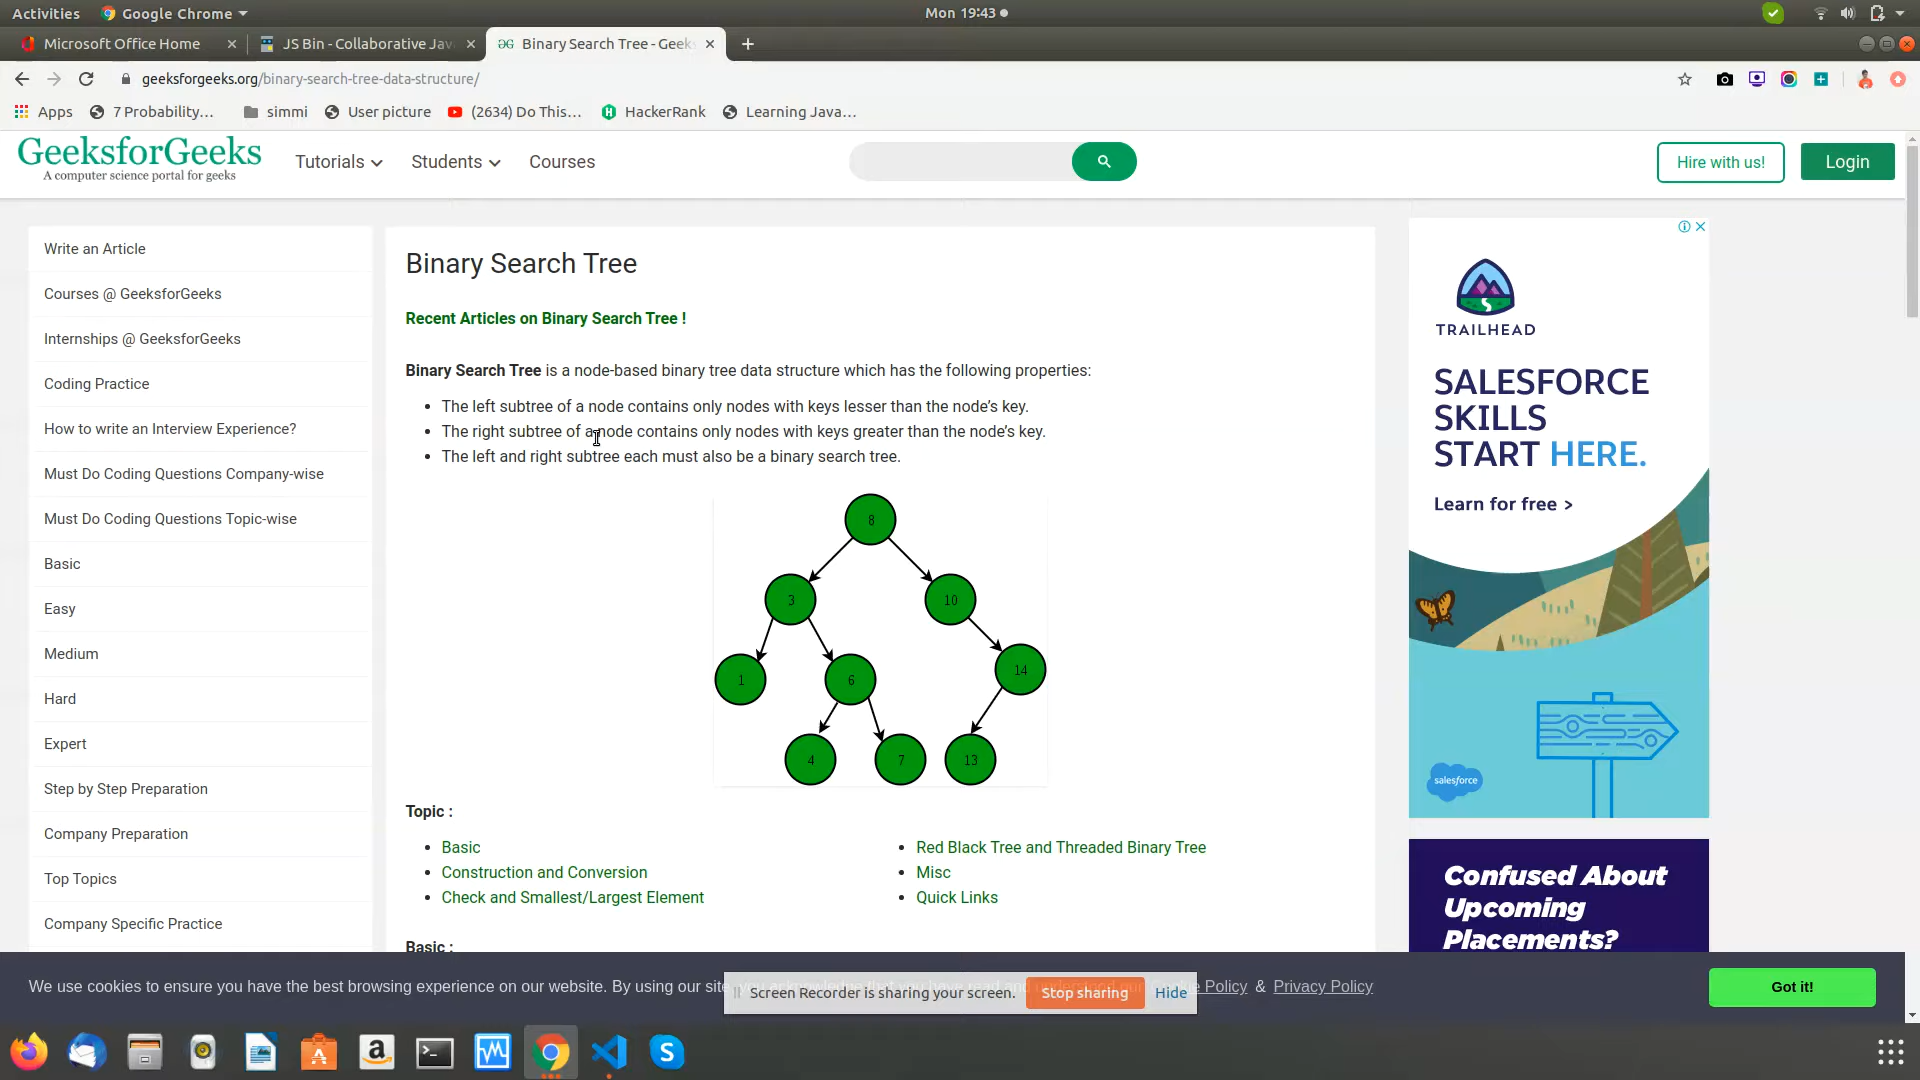 Activities Google Chrome Mon 19:43
Microsoft Office Home JS Bin - Collaborative Jav Binary Search Tree - Geeks
geeksforgeeks.org/binary-search-tree-data-structure/
Apps 7 Probability... simmi User picture (2634) Do This... HackerRank Learning Java...
GeeksforGeeks
A computer science portal for geeks
Tutorials Students Courses Hire with us! Login
Write an Article
Courses @ GeeksforGeeks
Internships @ GeeksforGeeks
Coding Practice
How to write an Interview Experience?
Must Do Coding Questions Company-wise
Must Do Coding Questions Topic-wise
Basic
Easy
Medium
Hard
Expert
Step by Step Preparation
Company Preparation
Top Topics
Company Specific Practice
Binary Search Tree
Recent Articles on Binary Search Tree !
Binary Search Tree is a node-based binary tree data structure which has the following properties:
The left subtree of a node contains only nodes with keys lesser than the node’s key.
The right subtree of a node contains only nodes with keys greater than the node’s key.
The left and right subtree each must also be a binary search tree.
8
3 10
1 6 14
4 7 13
Topic :
Basic
Construction and Conversion
Check and Smallest/Largest Element
Red Black Tree and Threaded Binary Tree
Misc
Quick Links
Basic :
TRAILHEAD
SALESFORCE
SKILLS
START HERE.
Learn for free >
salesforce
Confused About
Upcoming
Placements?
We use cookies to ensure you have the best browsing experience on our website. By using our site, Policy & Privacy Policy
Got it!
Screen Recorder is sharing your screen. Stop sharing Hide